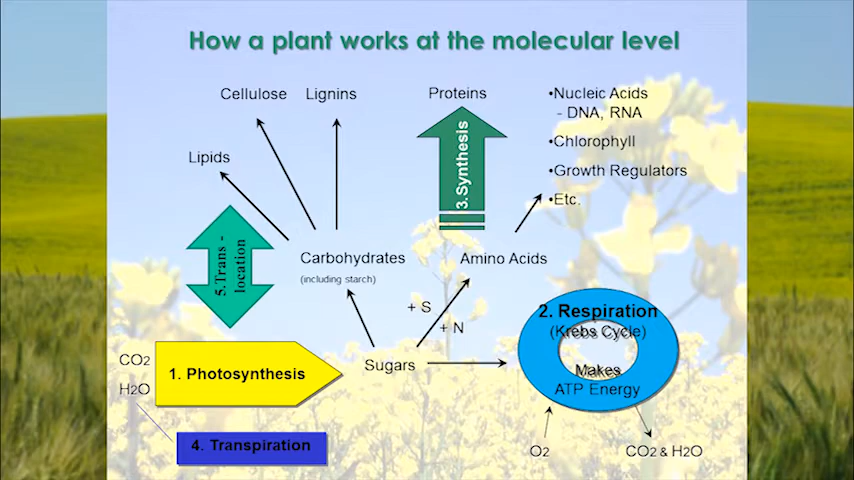 How a plant works at the molecular level
Cellulose
Lignins
Proteins
•Nucleic Acids
- DNA, RNA
•Chlorophyll
•Growth Regulators
•Etc.
Lipids
3.Synthesis
5.Trans -
location
Carbohydrates
(including starch)
Amino Acids
+ S
+ N
2. Respiration
(Krebs Cycle)
Makes
ATP Energy
CO2
H2O
1. Photosynthesis
Sugars
4. Transpiration
O2
CO2 & H2O